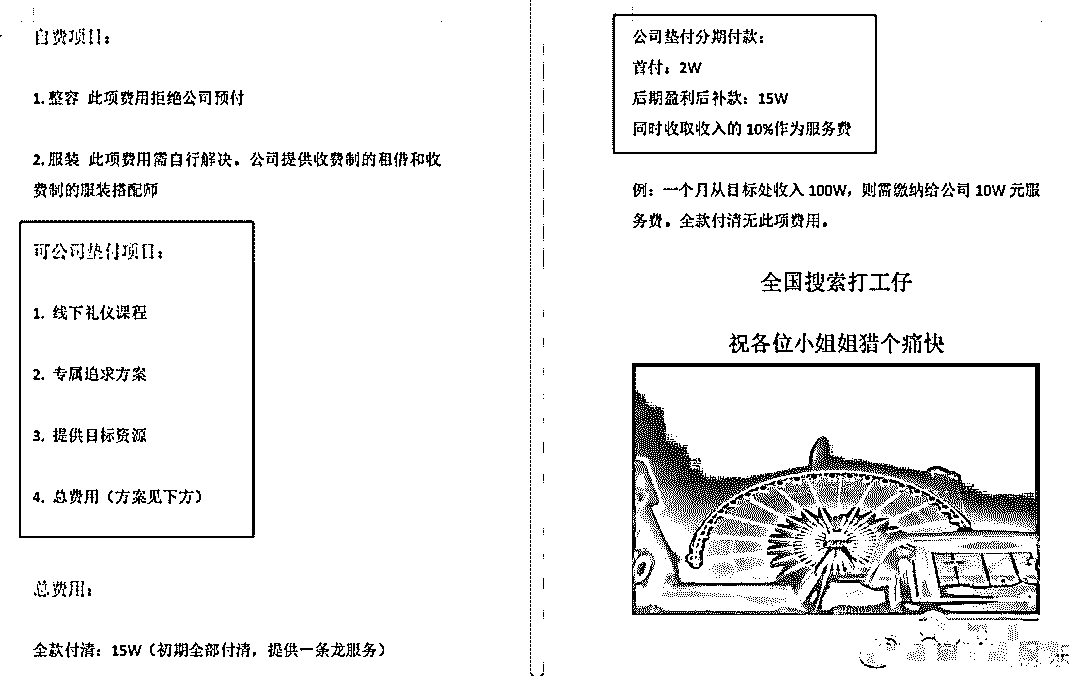 自费项目：
1. 整容 此项费用拒绝公司预付
2. 服装 此项费用需自行解决。公司提供收费制的租借和收
费制的服装搭配师
可公司垫付项目：
1. 线下礼仪课程
2. 专属追求方案
3. 提供目标资源
4. 总费用（方案见下方）
总费用：
全款付清：15W（初期全部付清，提供一条龙服务）
公司垫付分期付款：
首付：2W
后期盈利后补款：15W
同时收取收入的10%作为服务费
例：一个月从目标处收入100W，则需缴纳给公司10W元服
务费。全款付清无此项费用。
全国搜索打工仔
祝各位小姐姐猎个痛快